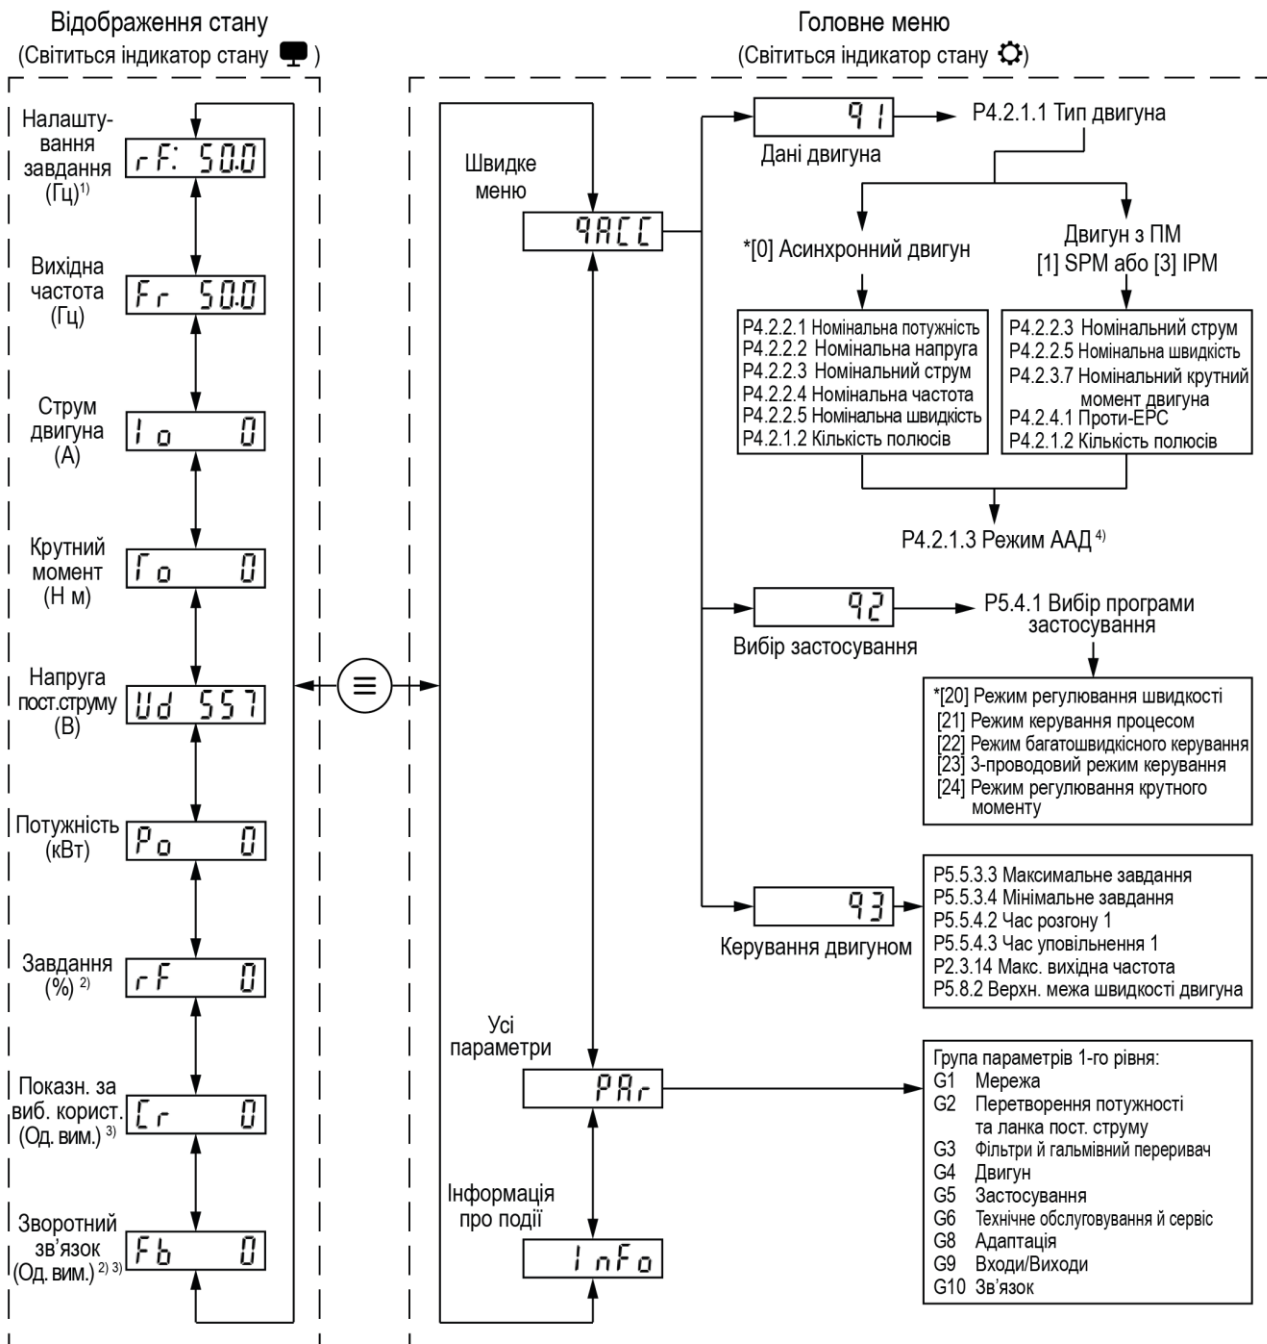 Відображення стану
(Світиться індикатор стану )
Налашту-
вання
завдання
(Гц)1)
rF: 50.0
Вихідна
частота
(Гц)
Fr 50.0
Струм
двигуна
(А)
Io 0
Крутний
момент
(Н м)
Го 0
Напруга
пост.струму
(В)
Ud 557
Потужність
(кВт)
Po 0
Завдання
(%) 2)
rF 0
Показн. за
виб. корист.
(Од. вим.) 3)
Cr 0
Зворотний
зв’язок
(Од. вим.) 2) 3)
Fb 0
Головне меню
(Світиться індикатор стану )
Швидке
меню
qACC
q1
Дані двигуна
P4.2.1.1 Тип двигуна
*[0] Асинхронний двигун
Двигун з ПМ
[1] SPM або [3] IPM
P4.2.2.1 Номінальна потужність
P4.2.2.2 Номінальна напруга
P4.2.2.3 Номінальний струм
P4.2.2.4 Номінальна частота
P4.2.2.5 Номінальна швидкість
P4.2.1.2 Кількість полюсів
P4.2.2.3 Номінальний струм
P4.2.2.5 Номінальна швидкість
P4.2.3.7 Номінальний крутний
момент двигуна
P4.2.4.1 Проти-ЕРС
P4.2.1.2 Кількість полюсів
P4.2.1.3 Режим ААД 4)
q2
Вибір застосування
P5.4.1 Вибір програми
застосування
*[20] Режим регулювання швидкості
[21] Режим керування процесом
[22] Режим багатошвидкісного керування
[23] 3-проводовий режим керування
[24] Режим регулювання крутного
моменту
q3
Керування двигуном
P5.5.3.3 Максимальне завдання
P5.5.3.4 Мінімальне завдання
P5.5.4.2 Час розгону 1
P5.5.4.3 Час уповільнення 1
P2.3.14 Макс. вихідна частота
P5.8.2 Верхн. межа швидкості двигуна
Усі
параметри
PAr
Група параметрів 1-го рівня:
G1 Мережа
G2 Перетворення потужності
та ланка пост. струму
G3 Фільтри й гальмівний переривач
G4 Двигун
G5 Застосування
G6 Технічне обслуговування й сервіс
G8 Адаптація
G9 Входи/Виходи
G10 Зв’язок
Інформація
про події
InFo